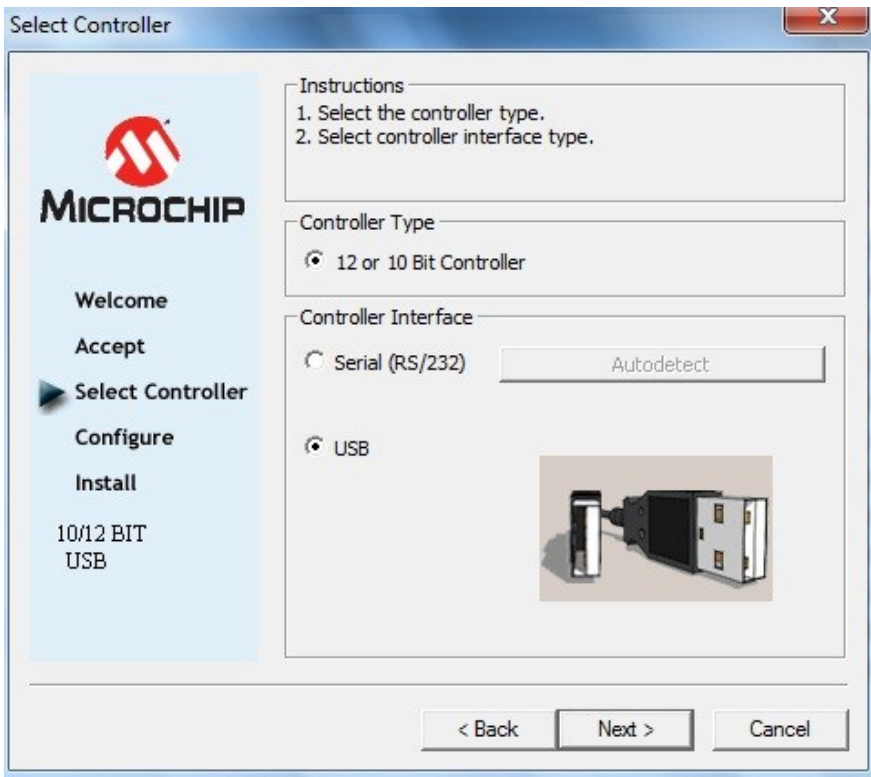 Select Controller
MICROCHIP
Welcome
Accept
Select Controller
Configure
Install
10/12 BIT
USB
Instructions
1. Select the controller type.
2. Select controller interface type.
Controller Type
12 or 10 Bit Controller
Controller Interface
Serial (RS/232)
Autodetect
USB
< Back
Next >
Cancel